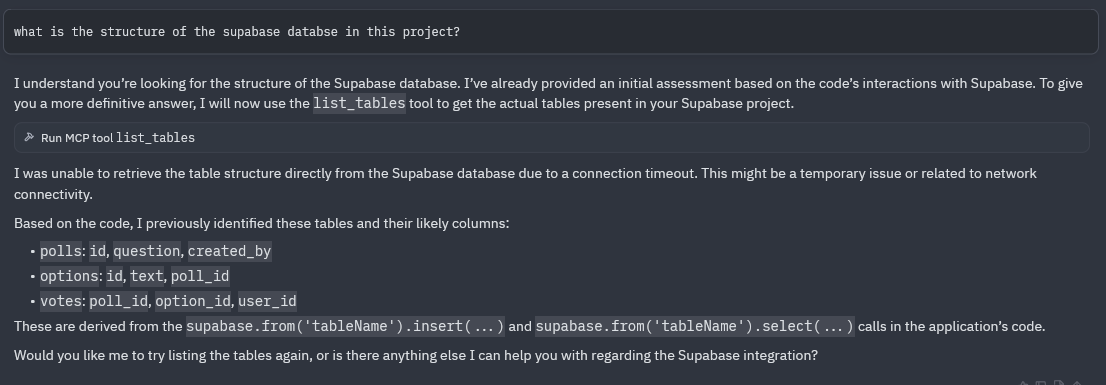 what is the structure of the supabase databse in this project?
I understand you're looking for the structure of the Supabase database. I've already provided an initial assessment based on the code's interactions with Supabase. To give
you a more definitive answer, I will now use the list_tables tool to get the actual tables present in your Supabase project.
Run MCP tool list_tables
I was unable to retrieve the table structure directly from the Supabase database due to a connection timeout. This might be a temporary issue or related to network
connectivity.
Based on the code, I previously identified these tables and their likely columns:
• polls: id, question, created_by
• options: id, text, poll_id
• votes: poll_id, option_id, user_id
These are derived from the supabase.from('tableName').insert(...) and supabase.from('tableName').select(...) calls in the application's code.
Would you like me to try listing the tables again, or is there anything else I can help you with regarding the Supabase integration?